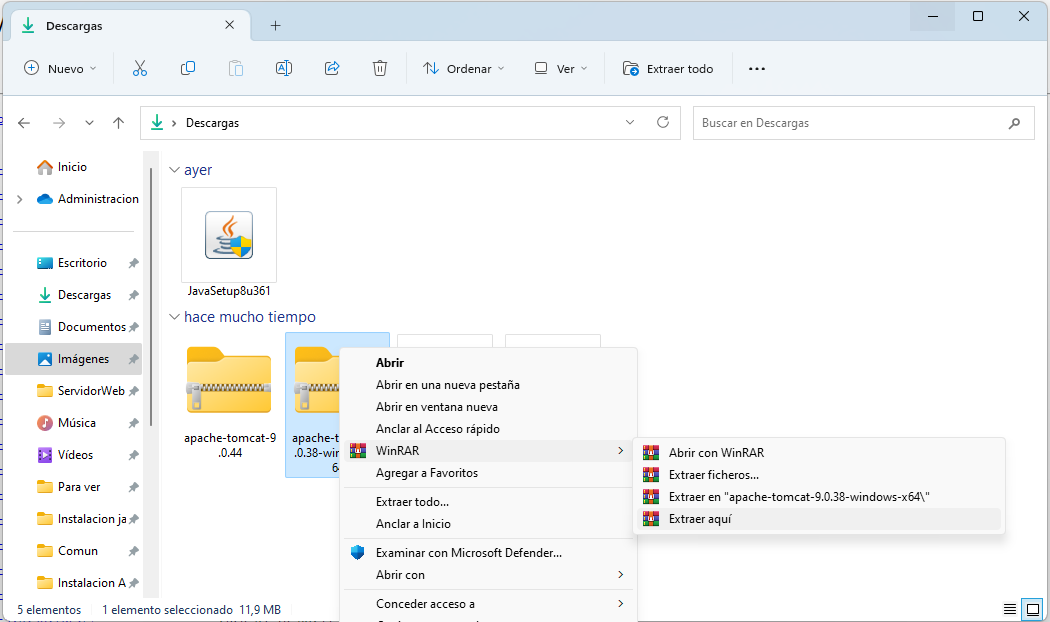 Descargas
Nuevo
Ordenar
Ver
Extraer todo
Descargas
Buscar en Descargas
Inicio
Administracion
Escritorio
Descargas
Documentos
Imágenes
ServidorWeb
Música
Vídeos
Para ver
Instalacion ja
Comun
Instalacion A
ayer
JavaSetup8u361
hace mucho tiempo
apache-tomcat-9
.0.44
apache-t
.0.38-wi
64
Abrir
Abrir en una nueva pestaña
Abrir en ventana nueva
Anclar al Acceso rápido
WinRAR
Agregar a Favoritos
Extraer todo...
Anclar a Inicio
Examinar con Microsoft Defender...
Abrir con
Conceder acceso a
Abrir con WinRAR
Extraer ficheros...
Extraer en "apache-tomcat-9.0.38-windows-x64\"
Extraer aquí
5 elementos
1 elemento seleccionado 11,9 MB